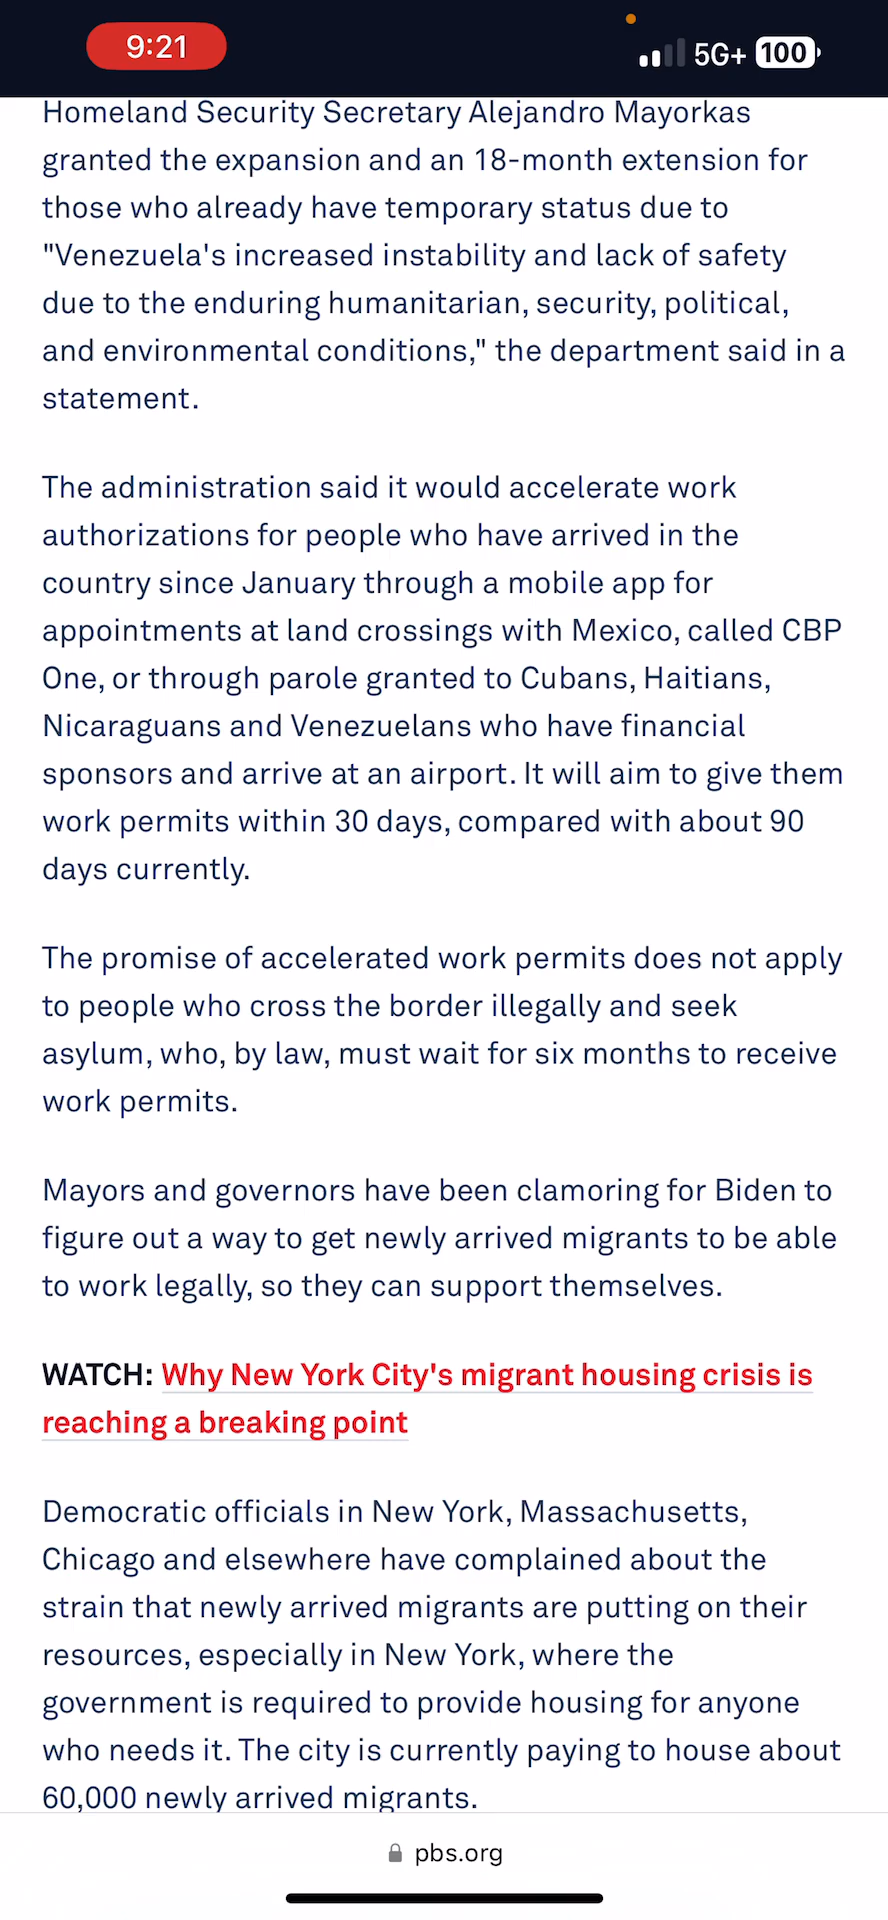 9:21
5G+ 100
Homeland Security Secretary Alejandro Mayorkas
granted the expansion and an 18-month extension for
those who already have temporary status due to
"Venezuela's increased instability and lack of safety
due to the enduring humanitarian, security, political,
and environmental conditions," the department said in a
statement.
The administration said it would accelerate work
authorizations for people who have arrived in the
country since January through a mobile app for
appointments at land crossings with Mexico, called CBP
One, or through parole granted to Cubans, Haitians,
Nicaraguans and Venezuelans who have financial
sponsors and arrive at an airport. It will aim to give them
work permits within 30 days, compared with about 90
days currently.
The promise of accelerated work permits does not apply
to people who cross the border illegally and seek
asylum, who, by law, must wait for six months to receive
work permits.
Mayors and governors have been clamoring for Biden to
figure out a way to get newly arrived migrants to be able
to work legally, so they can support themselves.
WATCH: Why New York City's migrant housing crisis is
reaching a breaking point
Democratic officials in New York, Massachusetts,
Chicago and elsewhere have complained about the
strain that newly arrived migrants are putting on their
resources, especially in New York, where the
government is required to provide housing for anyone
who needs it. The city is currently paying to house about
60,000 newly arrived migrants.
pbs.org